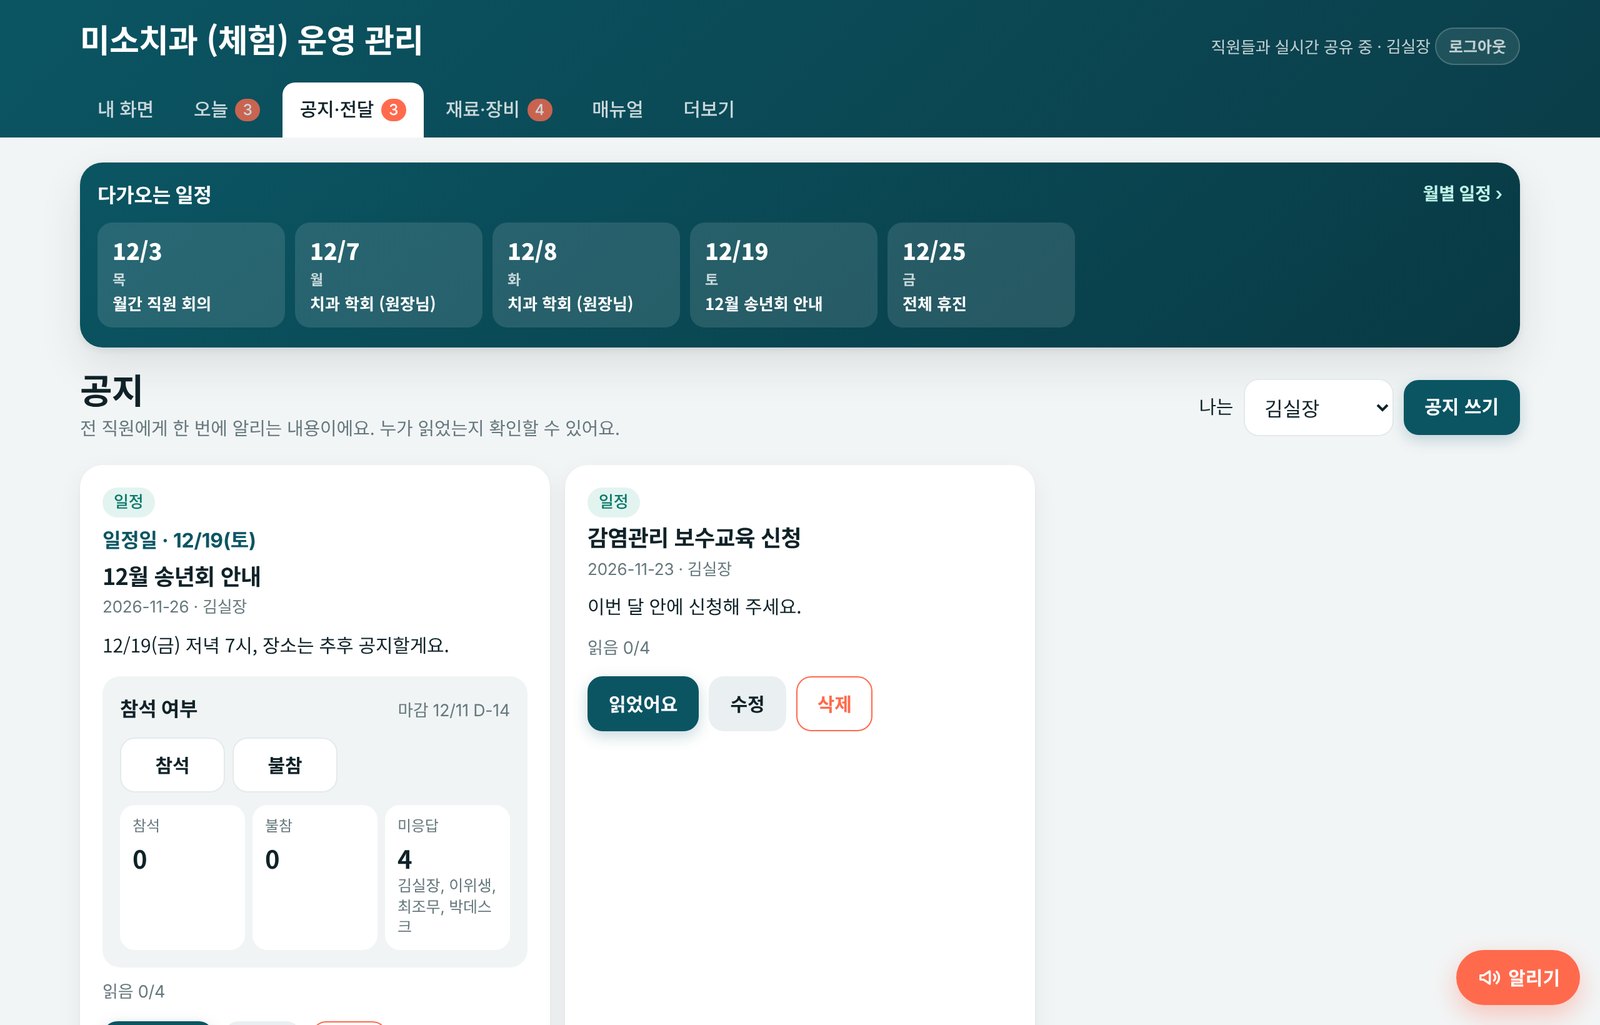 미소치과 (체험) 운영 관리
직원들과 실시간 공유 중 · 김실장 로그아웃
내 화면 오늘 3 공지·전달 3 재료·장비 4 매뉴얼 더보기
다가오는 일정 월별 일정 ›
12/3
목
월간 직원 회의
12/7
월
치과 학회 (원장님)
12/8
화
치과 학회 (원장님)
12/19
토
12월 송년회 안내
12/25
금
전체 휴진
공지
전 직원에게 한 번에 알리는 내용이에요. 누가 읽었는지 확인할 수 있어요.
나는 김실장 공지 쓰기
일정
일정일 · 12/19(토)
12월 송년회 안내
2026-11-26 · 김실장
12/19(금) 저녁 7시, 장소는 추후 공지할게요.
참석 여부 마감 12/11 D-14
참석 불참
참석
0
불참
0
미응답
4
김실장, 이위생,
최조무, 박데스
크
읽음 0/4
일정
감염관리 보수교육 신청
2026-11-23 · 김실장
이번 달 안에 신청해 주세요.
읽음 0/4
읽었어요 수정 삭제
알리기